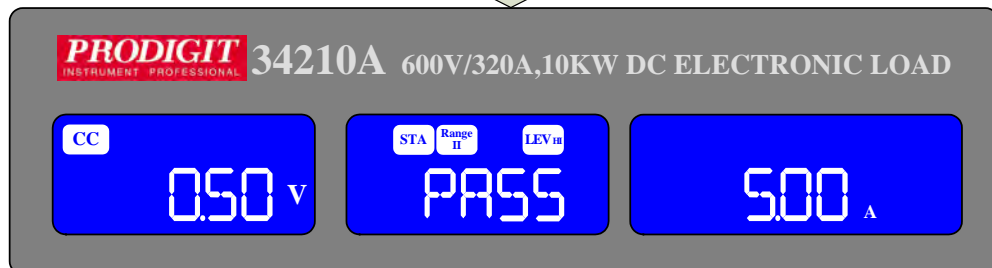 PRODIGIT
INSTRUMENT PROFESSIONAL
34210A 600V/320A,10KW DC ELECTRONIC LOAD
CC
0.50 V
STA Range II LEV HI
PASS
5.00 A